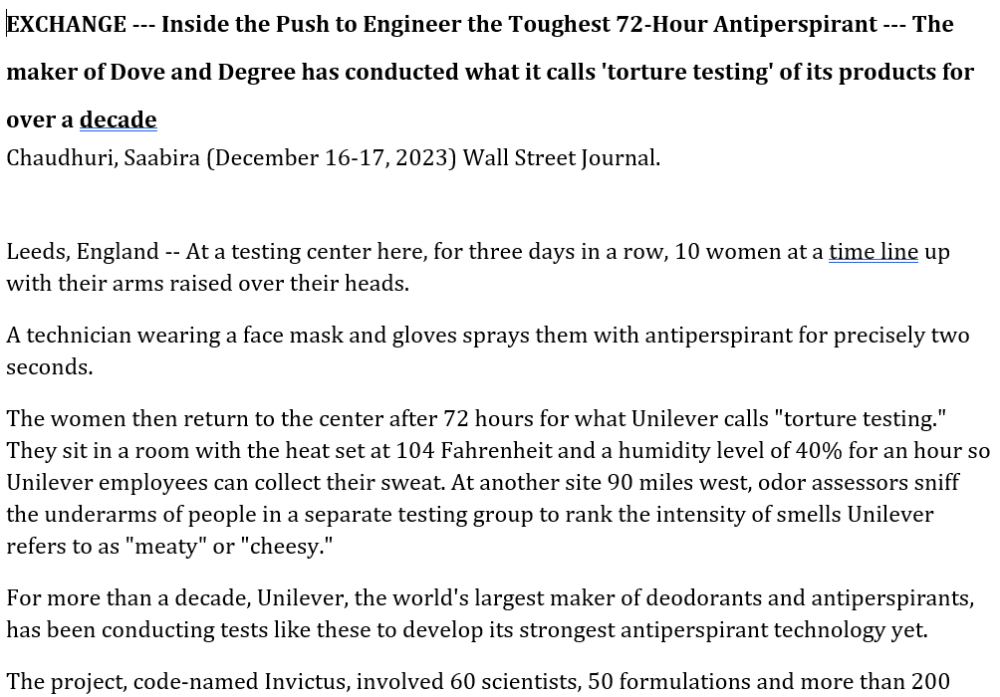 EXCHANGE --- Inside the Push to Engineer the Toughest 72-Hour Antiperspirant --- The
maker of Dove and Degree has conducted what it calls 'torture testing' of its products for
over a decade
Chaudhuri, Saabira (December 16-17, 2023) Wall Street Journal.
Leeds, England -- At a testing center here, for three days in a row, 10 women at a time line up
with their arms raised over their heads.
A technician wearing a face mask and gloves sprays them with antiperspirant for precisely two
seconds.
The women then return to the center after 72 hours for what Unilever calls "torture testing."
They sit in a room with the heat set at 104 Fahrenheit and a humidity level of 40% for an hour so
Unilever employees can collect their sweat. At another site 90 miles west, odor assessors sniff
the underarms of people in a separate testing group to rank the intensity of smells Unilever
refers to as "meaty" or "cheesy."
For more than a decade, Unilever, the world's largest maker of deodorants and antiperspirants,
has been conducting tests like these to develop its strongest antiperspirant technology yet.
The project, code-named Invictus, involved 60 scientists, 50 formulations and more than 200